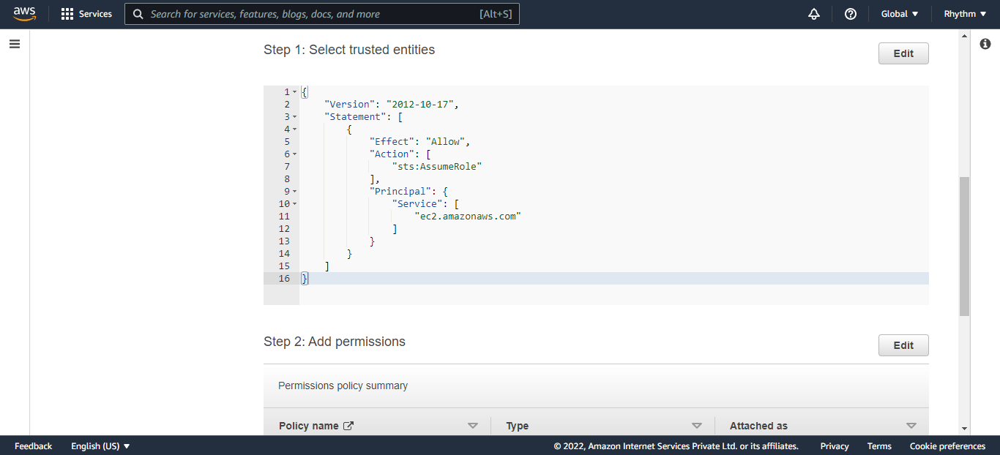 aws
Services
Search for services, features, blogs, docs, and more
[Alt+S]
Global
Rhythm
Step 1: Select trusted entities
Edit
1 {
2 "Version": "2012-10-17",
3 "Statement": [
4 {
5 "Effect": "Allow",
6 "Action": [
7 "sts:AssumeRole"
8 ],
9 "Principal": {
10 "Service": [
11 "ec2.amazonaws.com"
12 ]
13 }
14 }
15 ]
16 }
Step 2: Add permissions
Edit
Permissions policy summary
Policy name
Type
Attached as
Feedback
English (US)
© 2022, Amazon Internet Services Private Ltd. or its affiliates.
Privacy
Terms
Cookie preferences